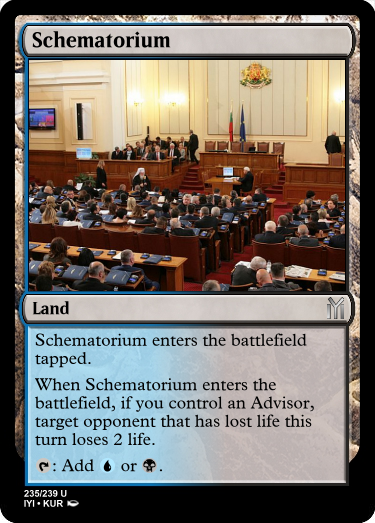 Schematorium
Land
Schematorium enters the battlefield
tapped.
When Schematorium enters the
battlefield, if you control an Advisor,
target opponent that has lost life this
turn loses 2 life.
: Add or .
235/239 U
IYI • KUR